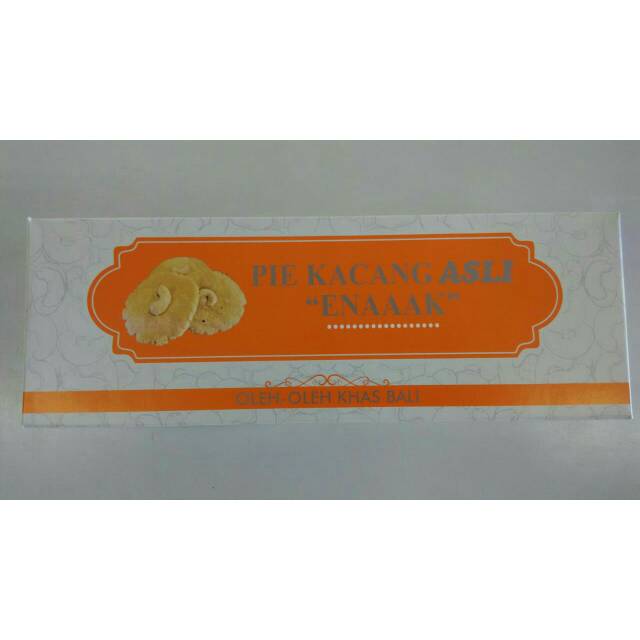 PIE KACANG ASLI
“ENAAAK”
OLEH-OLEH KHAS BALI